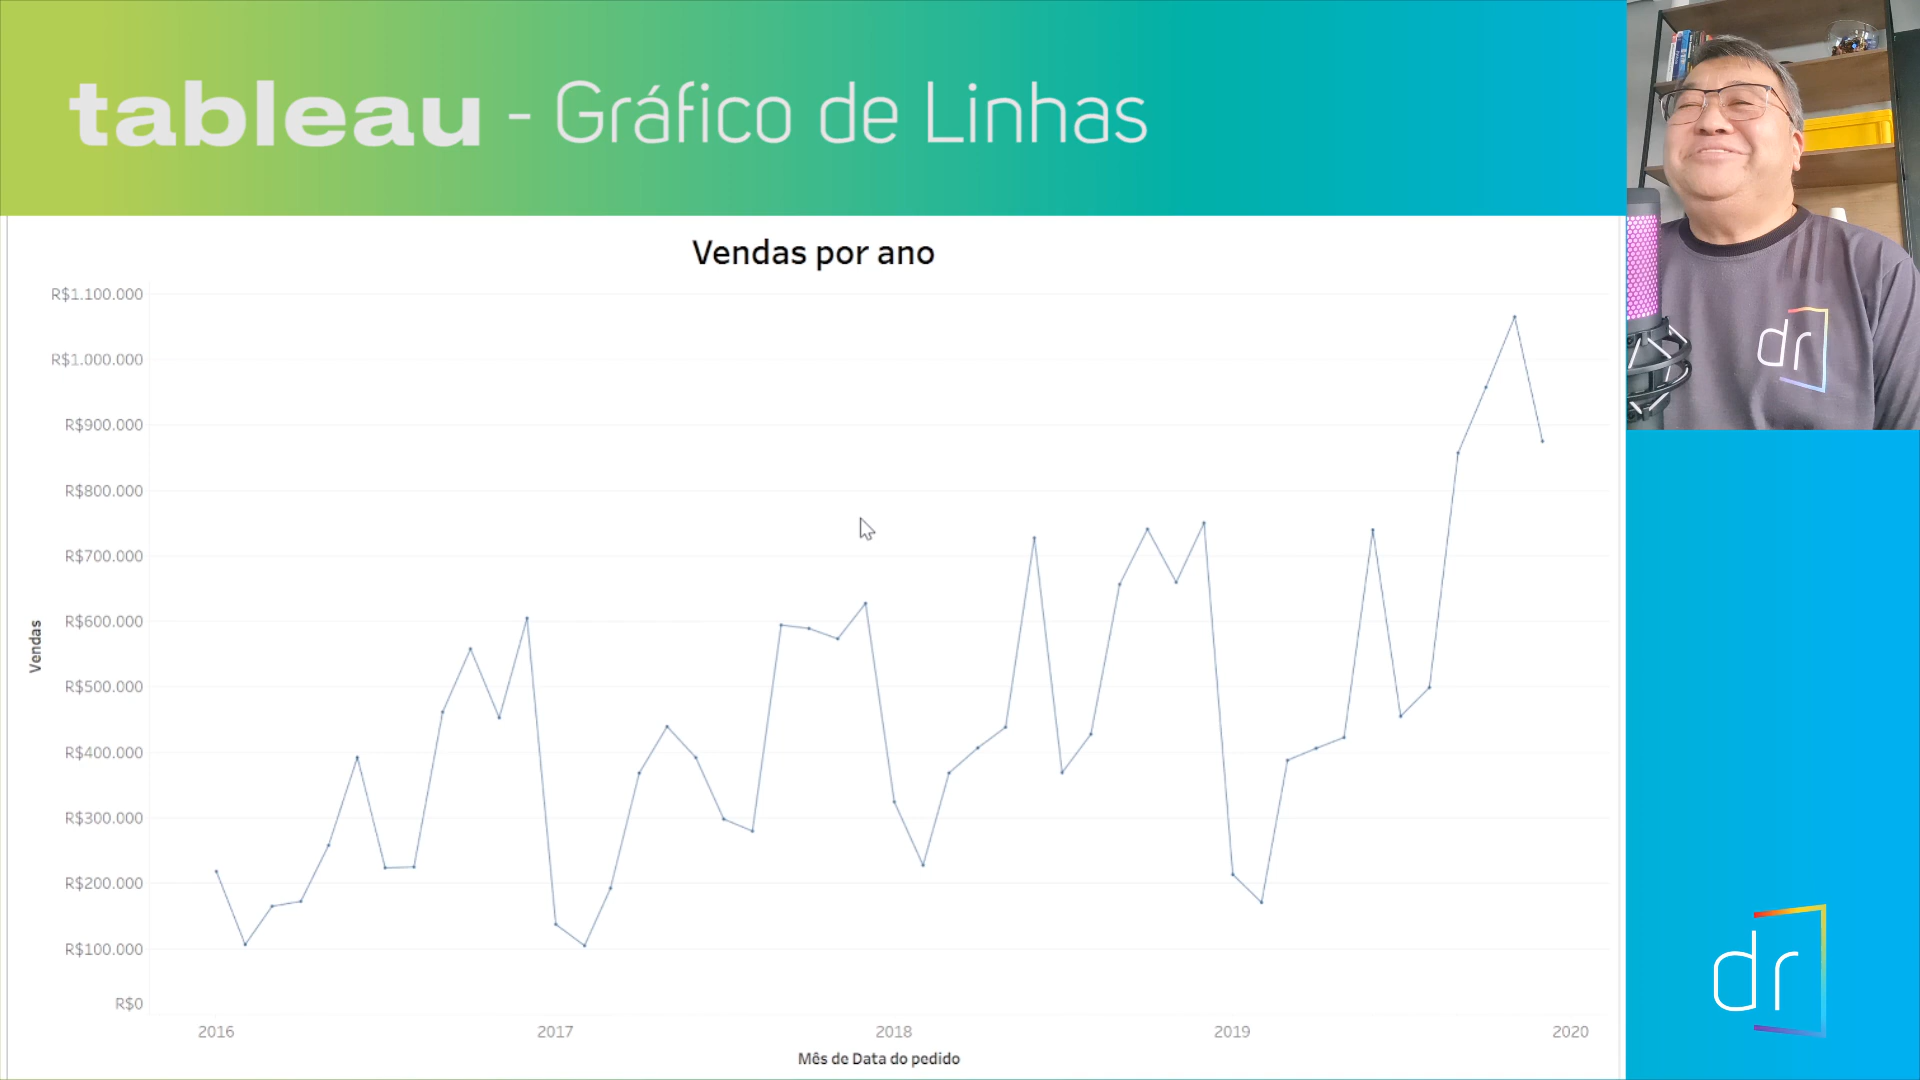 tableau - Gráfico de Linhas
Vendas por ano
R$1.100.000
R$1.000.000
R$900.000
R$800.000
R$700.000
R$600.000
R$500.000
R$400.000
R$300.000
R$200.000
R$100.000
R$0
Vendas
2016 2017 2018 2019 2020
Mês de Data do pedido
dr
dr